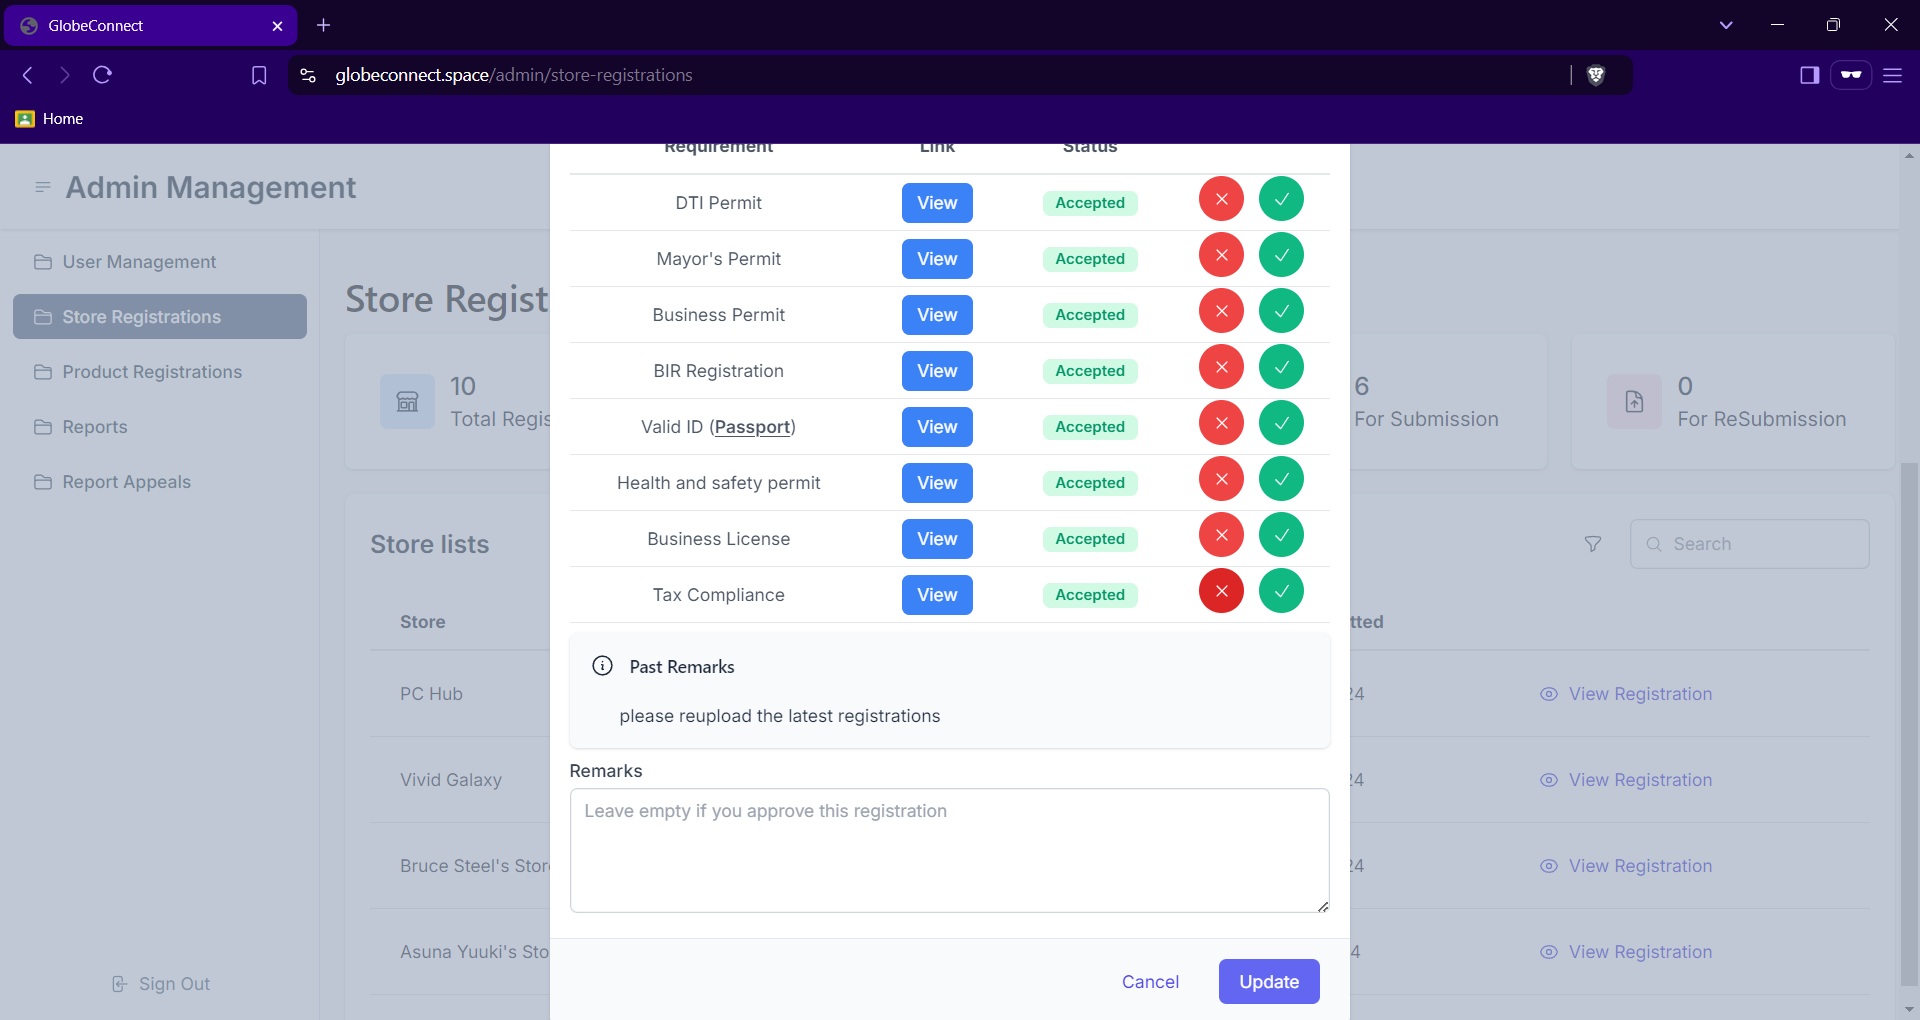 GlobeConnect
globeconnect.space/admin/store-registrations
Home
Admin Management
User Management
Store Registrations
Product Registrations
Reports
Report Appeals
Sign Out
Store Regist
10
Total Regis
6
For Submission
0
For ReSubmission
Store lists
Search
Store
tted
PC Hub
24
View Registration
Vivid Galaxy
24
View Registration
Bruce Steel's Stor
24
View Registration
Asuna Yuuki's Sto
4
View Registration
Requirement Link Status
DTI Permit View Accepted
Mayor's Permit View Accepted
Business Permit View Accepted
BIR Registration View Accepted
Valid ID (Passport) View Accepted
Health and safety permit View Accepted
Business License View Accepted
Tax Compliance View Accepted
Past Remarks
please reupload the latest registrations
Remarks
Leave empty if you approve this registration
Cancel
Update